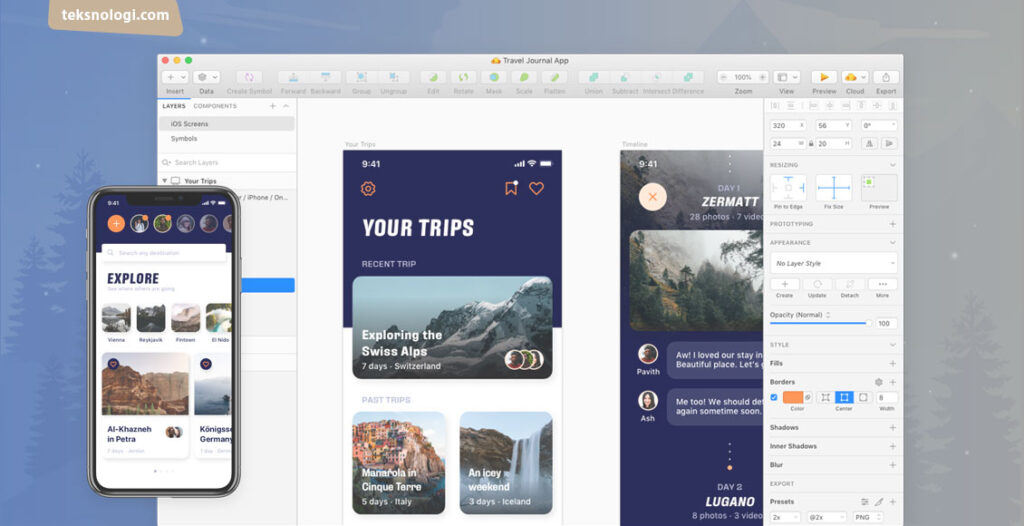 teksnologi.com
Travel Journal App
Insert
Data
Create Symbol
Forward
Backward
Group
Ungroup
Edit
Rotate
Mask
Scale
Flatten
Union
Subtract
Intersect
Difference
100%
Zoom
View
Preview
Cloud
Export
LAYERS
COMPONENTS
iOS Screens
Symbols
Search Layers
Your Trips
/ iPhone / On...
9:41
Search any destination
EXPLORE
See where others are going
Vienna
Reykjavik
Fintown
El Nido
Al-Khazneh
in Petra
7 days · Jordan
Königsse
Germany
Your Trips
9:41
YOUR TRIPS
RECENT TRIP
Exploring the
Swiss Alps
7 days · Switzerland
PAST TRIPS
Manarola in
Cinque Terre
5 days · Italy
An icey
weekend
3 days · Iceland
Timeline
9:41
DAY 1
ZERMATT
28 photos · 7 video
Pavith
Aw! I loved our stay in
Beautiful place. Let's g
Ash
Me too! We should def
again sometime soon.
DAY 2
LUGANO
8 photos · 3 video
320
X
56
Y
0°
24
W
20
H
RESIZING
Pin to Edge
Fix Size
Preview
PROTOTYPING
APPEARANCE
No Layer Style
Create
Update
Detach
More
Opacity (Normal)
100
STYLE
Fills
Borders
Color
Center
8
Width
Shadows
Inner Shadows
Blur
EXPORT
Presets
2x
@2x
PNG